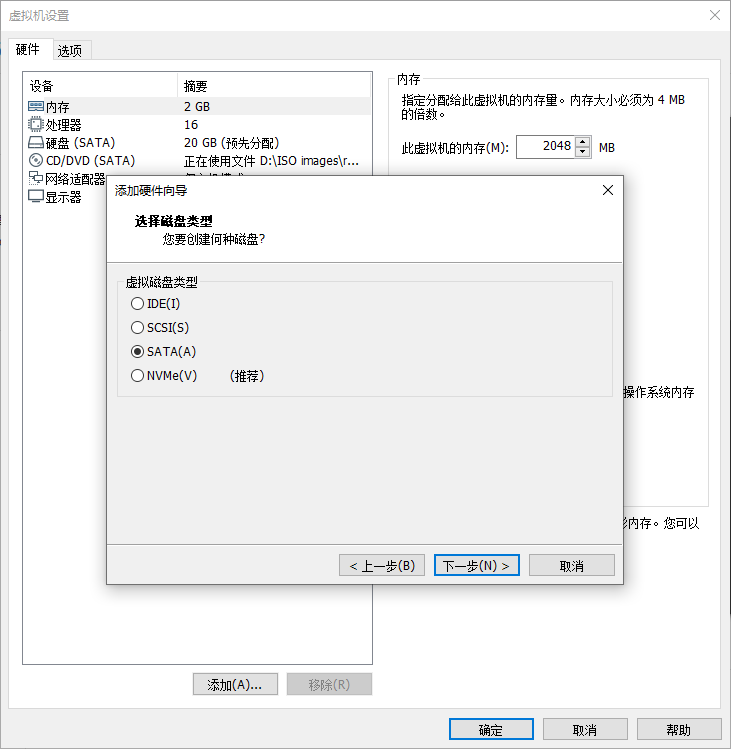 虚拟机设置
硬件 选项
设备 摘要
内存 2 GB
处理器 16
硬盘 (SATA) 20 GB (预先分配)
CD/DVD (SATA) 正在使用文件 D:\ISO images\r...
网络适配器
显示器
内存
指定分配给此虚拟机的内存量。内存大小必须为 4 MB
的倍数。
此虚拟机的内存(M): 2048 MB
添加硬件向导
选择磁盘类型
您要创建何种磁盘?
虚拟磁盘类型
IDE(I)
SCSI(S)
SATA(A)
NVMe(V) (推荐)
操作系统内存
内存。您可以
< 上一步(B) 下一步(N) > 取消
添加(A)... 移除(R)
确定 取消 帮助